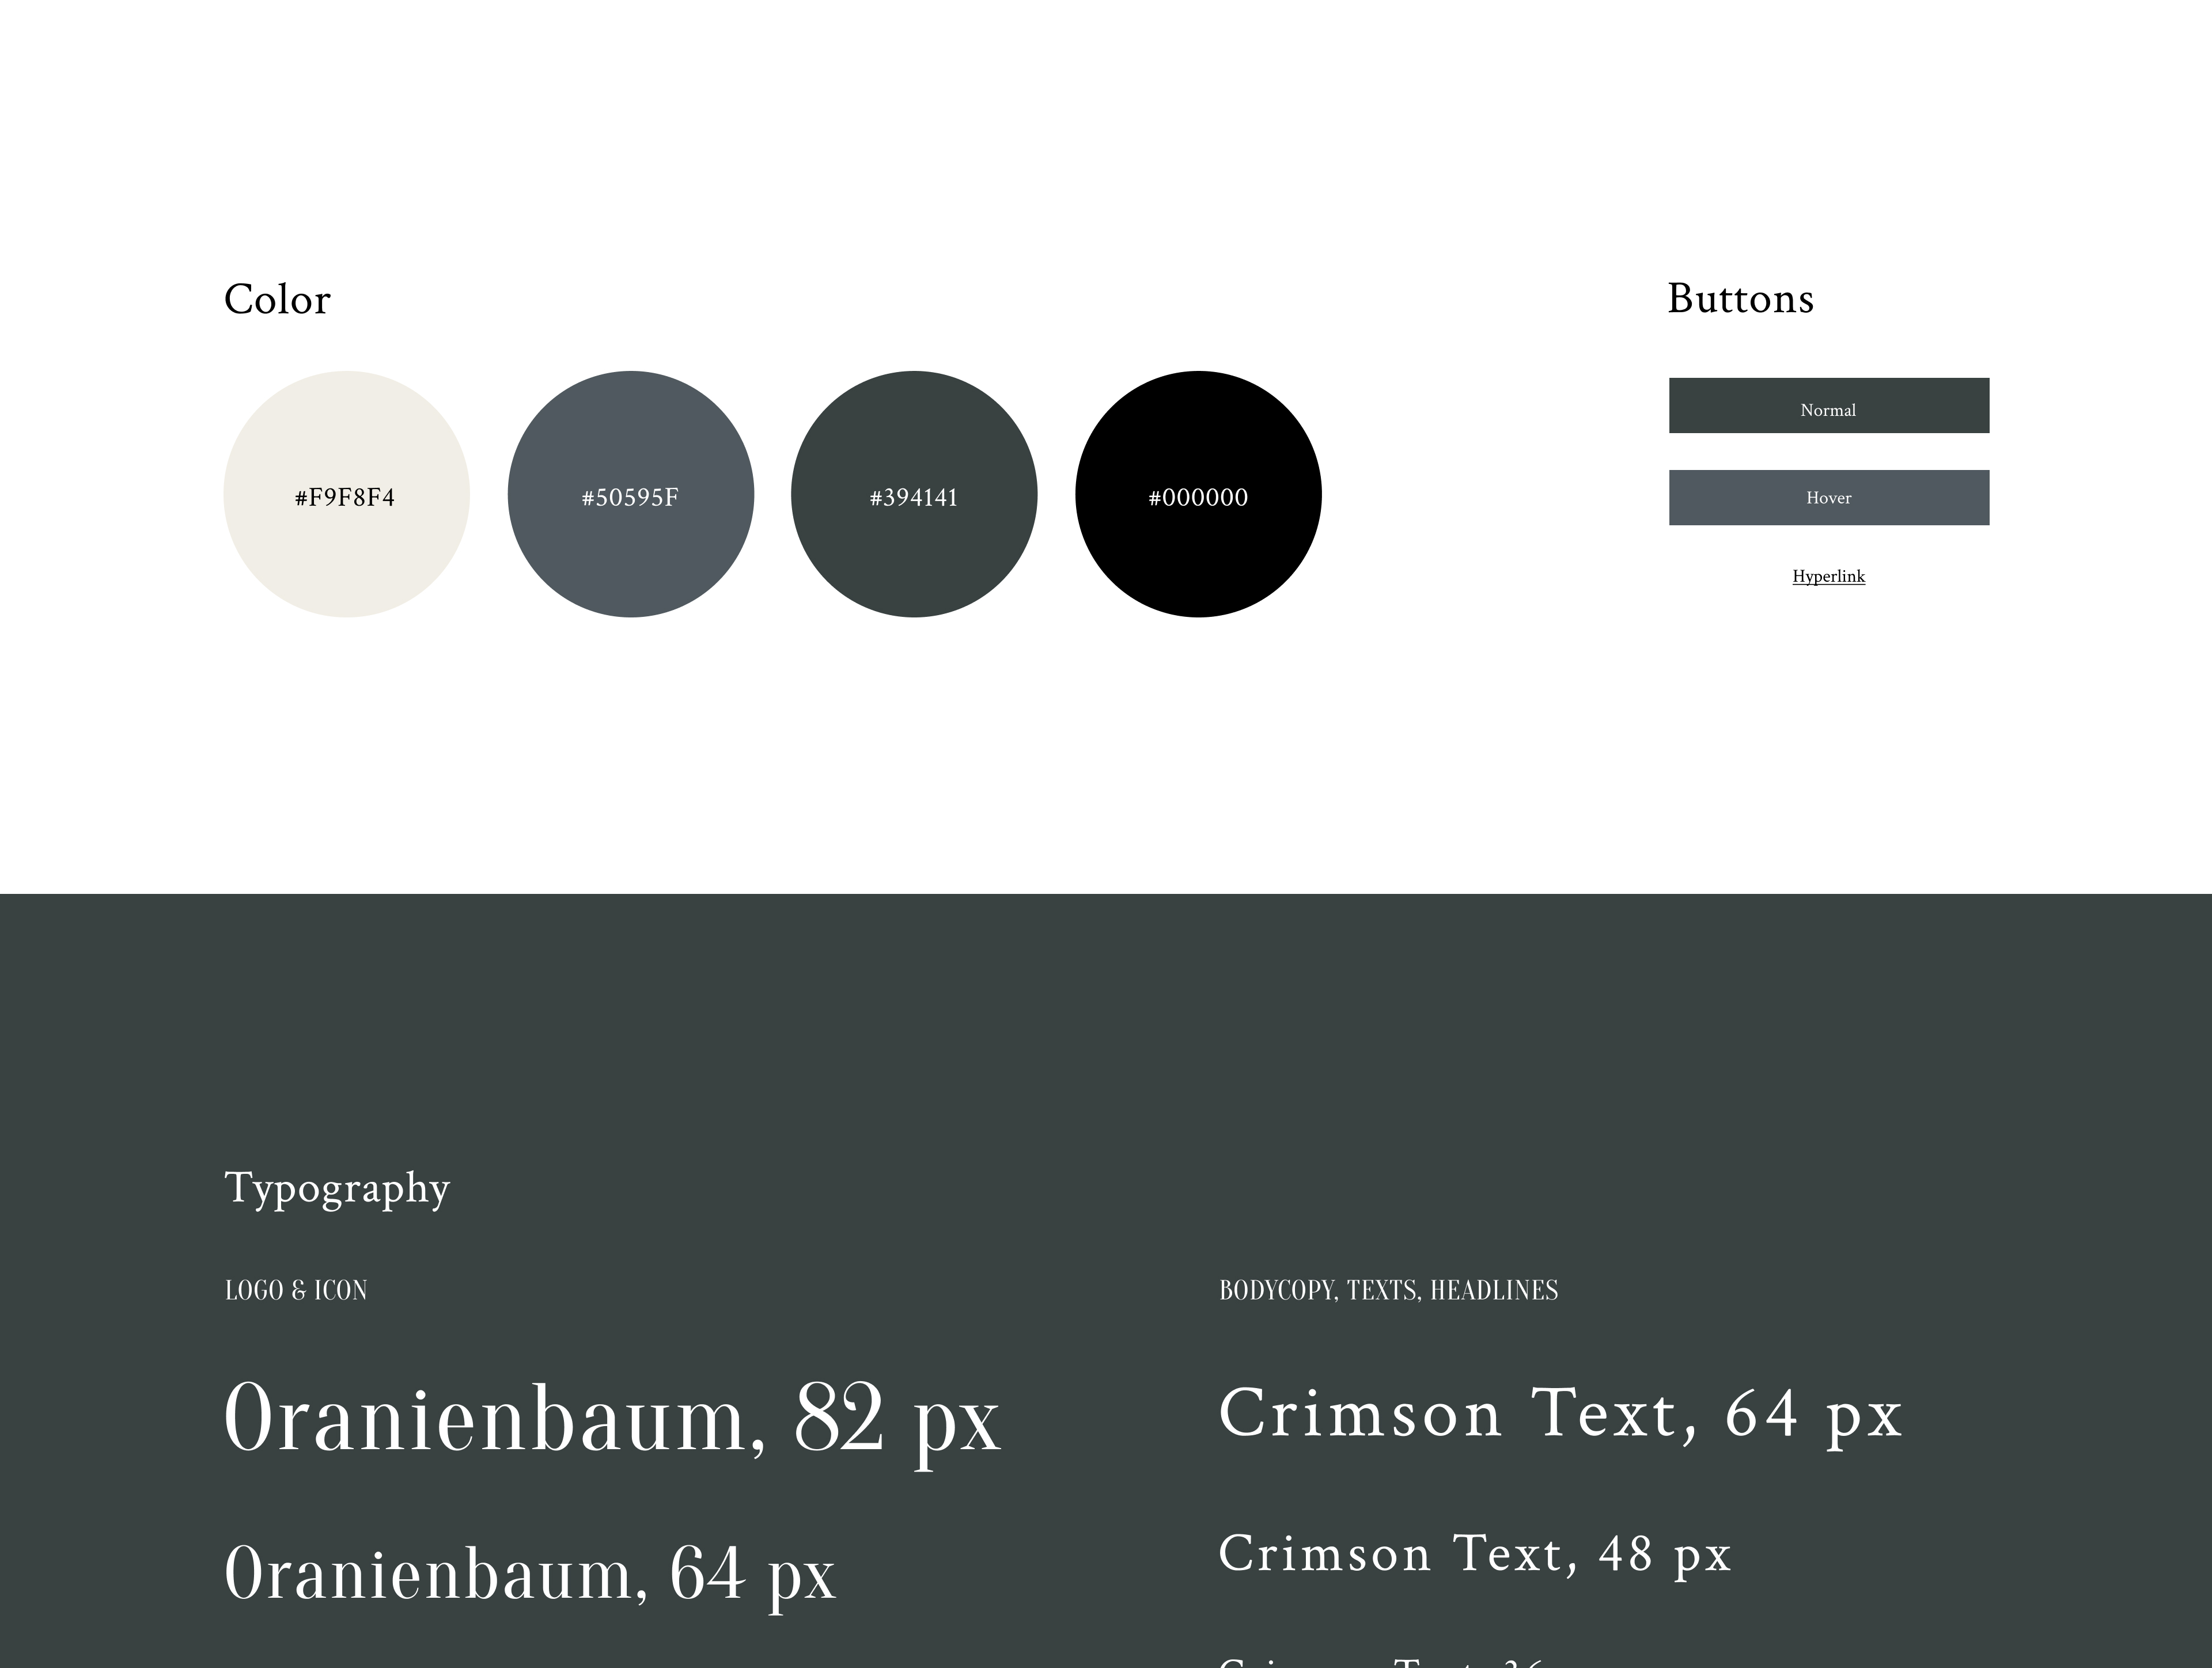 Color
#F9F8F4
#50595F
#394141
#000000
Buttons
Normal
Hover
Hyperlink
Typography
LOGO & ICON
Oranienbaum, 82 px
Oranienbaum, 64 px
BODYCOPY, TEXTS, HEADLINES
Crimson Text, 64 px
Crimson Text, 48 px